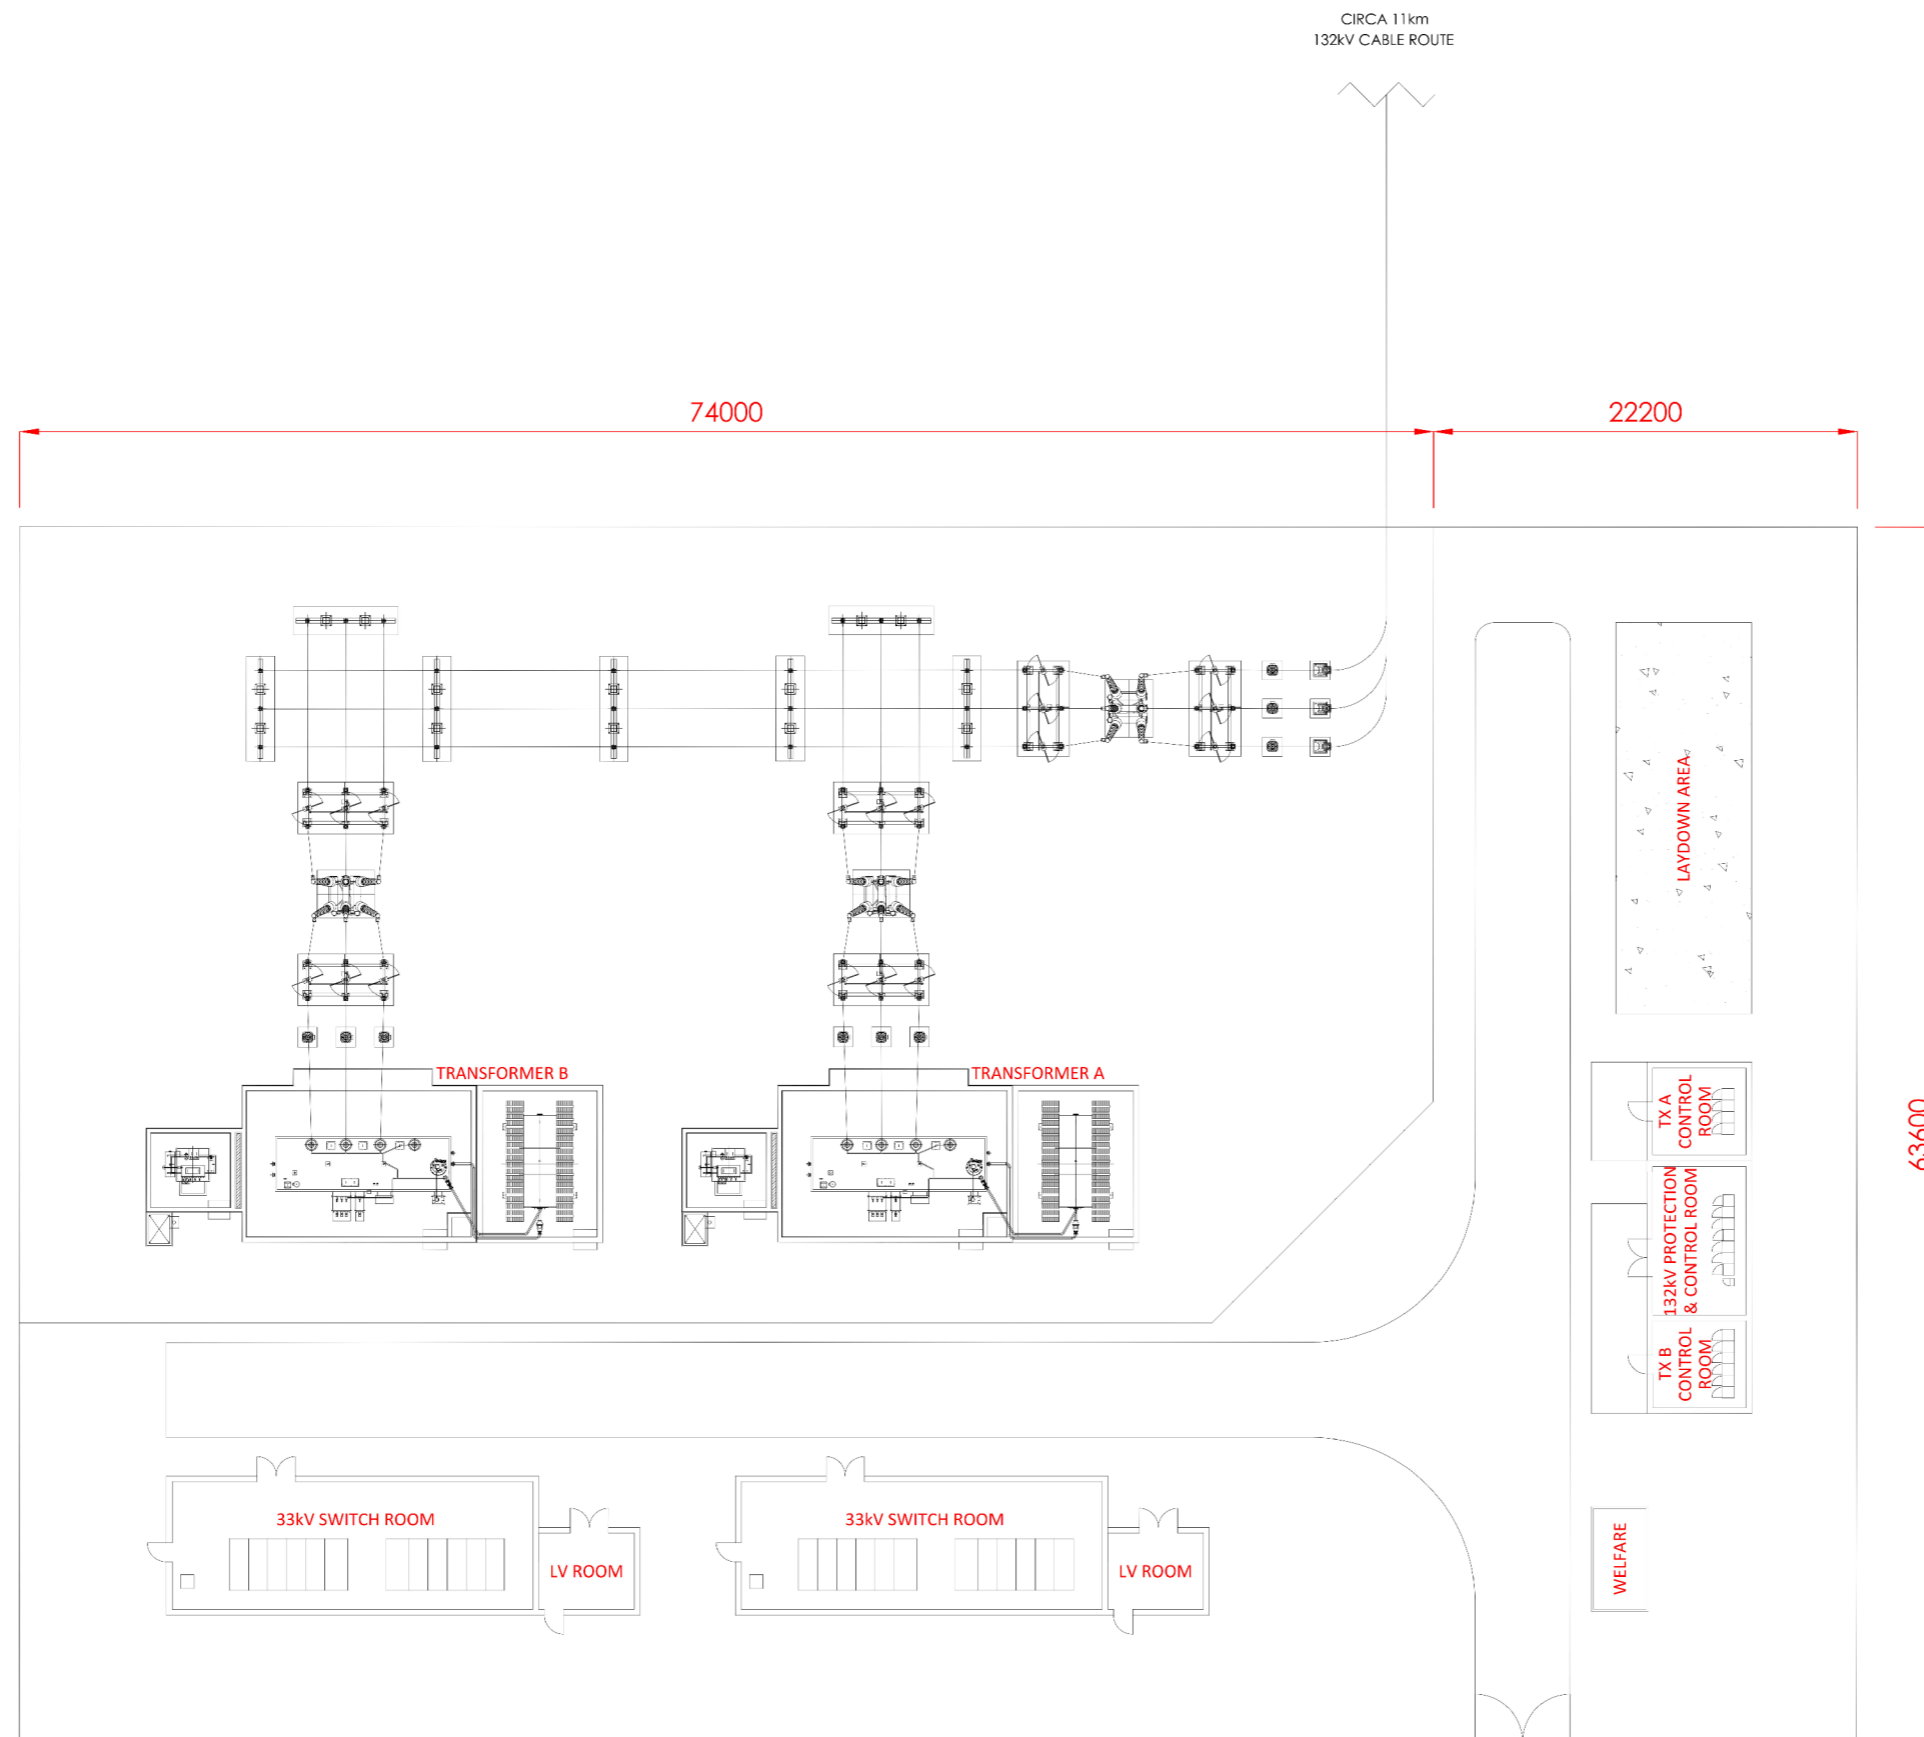 CIRCA 11km
132kV CABLE ROUTE
74000
22200
LAYDOWN AREA
TRANSFORMER B
TRANSFORMER A
TX A
CONTROL
ROOM
63600
132kV PROTECTION
& CONTROL ROOM
TX B
CONTROL
ROOM
33kV SWITCH ROOM
LV ROOM
33kV SWITCH ROOM
LV ROOM
WELFARE